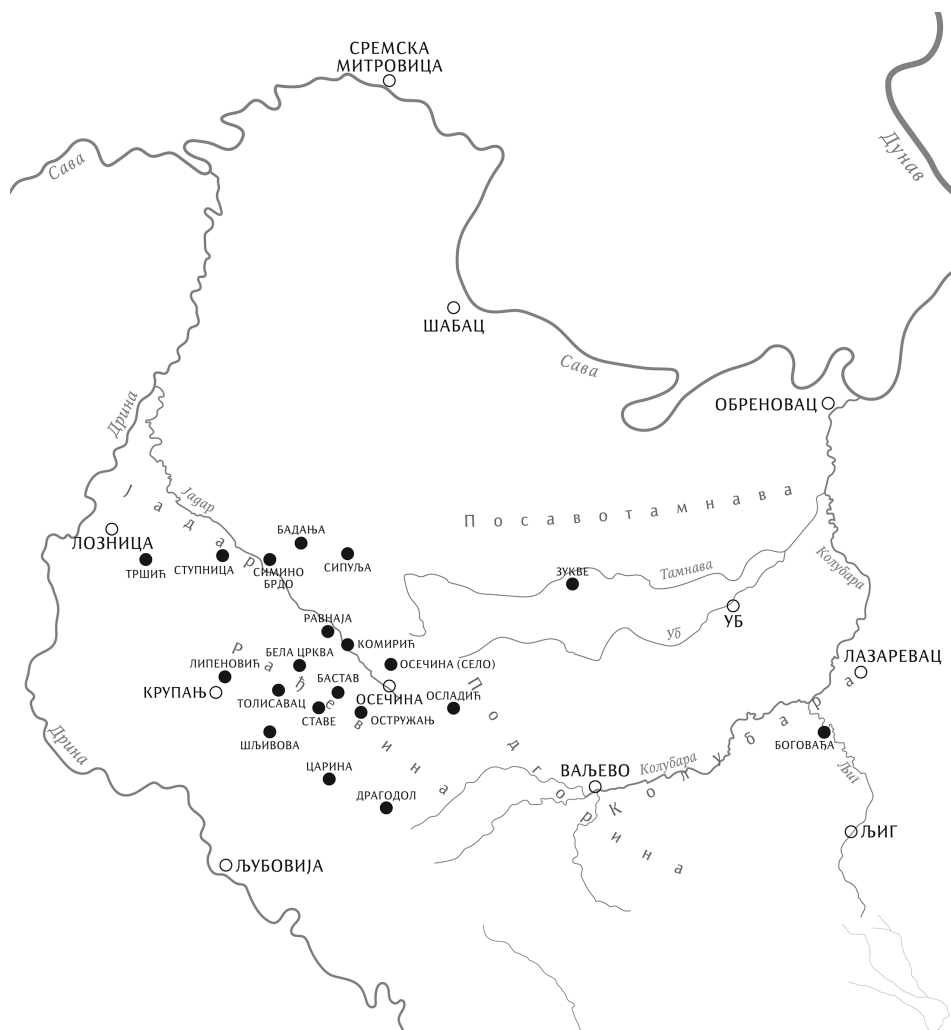 СРЕМСКА
МИТРОВИЦА
Дунав
Сава
ШАБАЦ
Сава
ОБРЕНОВАЦ
Дрина
Јадар
Јадар
Посавотамнава
ЛОЗНИЦА
ТРШИЋ
СТУПНИЦА
БАДАЊА
СИМИНО
БРДО
СИПУЉА
ЗУКВЕ
Тамнава
Колубара
Уб
УБ
РАВНАЈА
КОМИРИЋ
Рађевина
БЕЛА ЦРКВА
ЛИПЕНОВИЋ
ОСЕЧИНА (СЕЛО)
ЛАЗАРЕВАЦ
КРУПАЊ
ТОЛИСАВАЦ
БАСТАВ
ОСЕЧИНА
ОСЛАДИЋ
Подгорина
СТАВЕ
ОСТРУЖАЊ
ШЉИВОВА
Дрина
БОГОВАЂА
ЦАРИНА
ВАЉЕВО
Колубара
Колубара
Љиг
ДРАГОДОЛ
ЉИГ
ЉУБОВИЈА